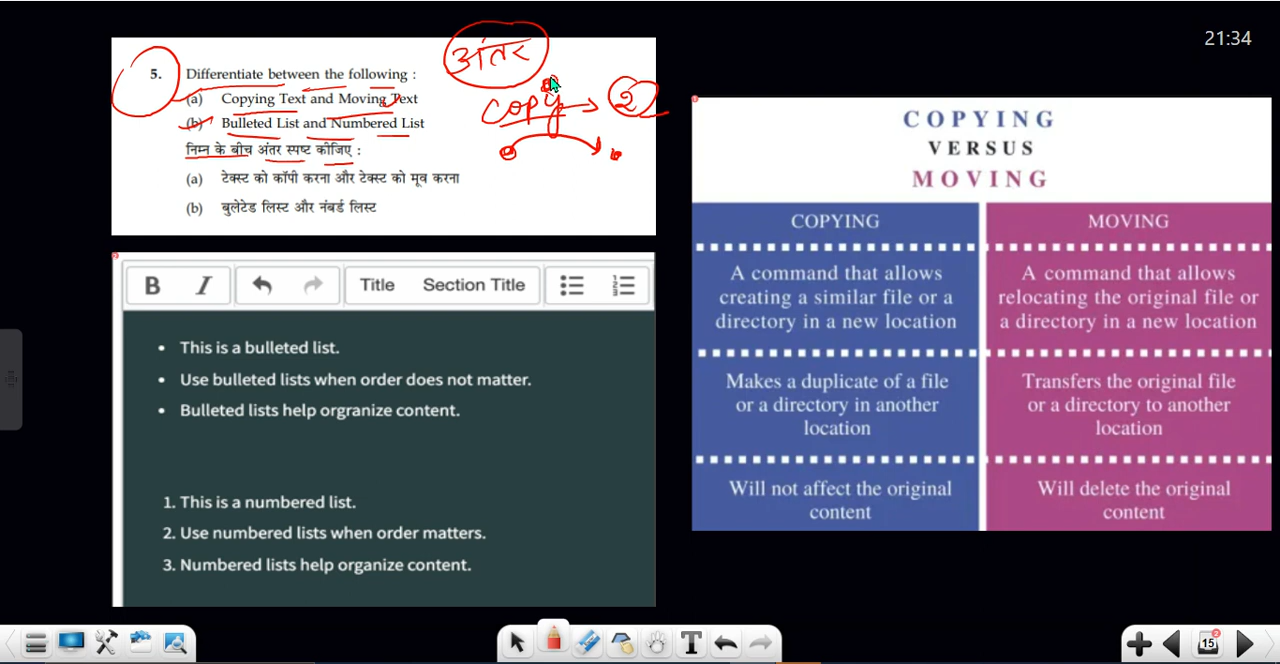 21:34
5. Differentiate between the following :
(a) Copying Text and Moving Text
(b) Bulleted List and Numbered List
निम्न के बीच अंतर स्पष्ट कीजिए :
(a) टेक्स्ट को कॉपी करना और टेक्स्ट को मूव करना
(b) बुलेटेड लिस्ट और नंबर्ड लिस्ट
अंतर
copy → 2
B I Title Section Title
• This is a bulleted list.
• Use bulleted lists when order does not matter.
• Bulleted lists help orgranize content.
1. This is a numbered list.
2. Use numbered lists when order matters.
3. Numbered lists help organize content.
COPYING
VERSUS
MOVING
COPYING
A command that allows
creating a similar file or a
directory in a new location
Makes a duplicate of a file
or a directory in another
location
Will not affect the original
content
MOVING
A command that allows
relocating the original file or
a directory in a new location
Transfers the original file
or a directory to another
location
Will delete the original
content
T
15